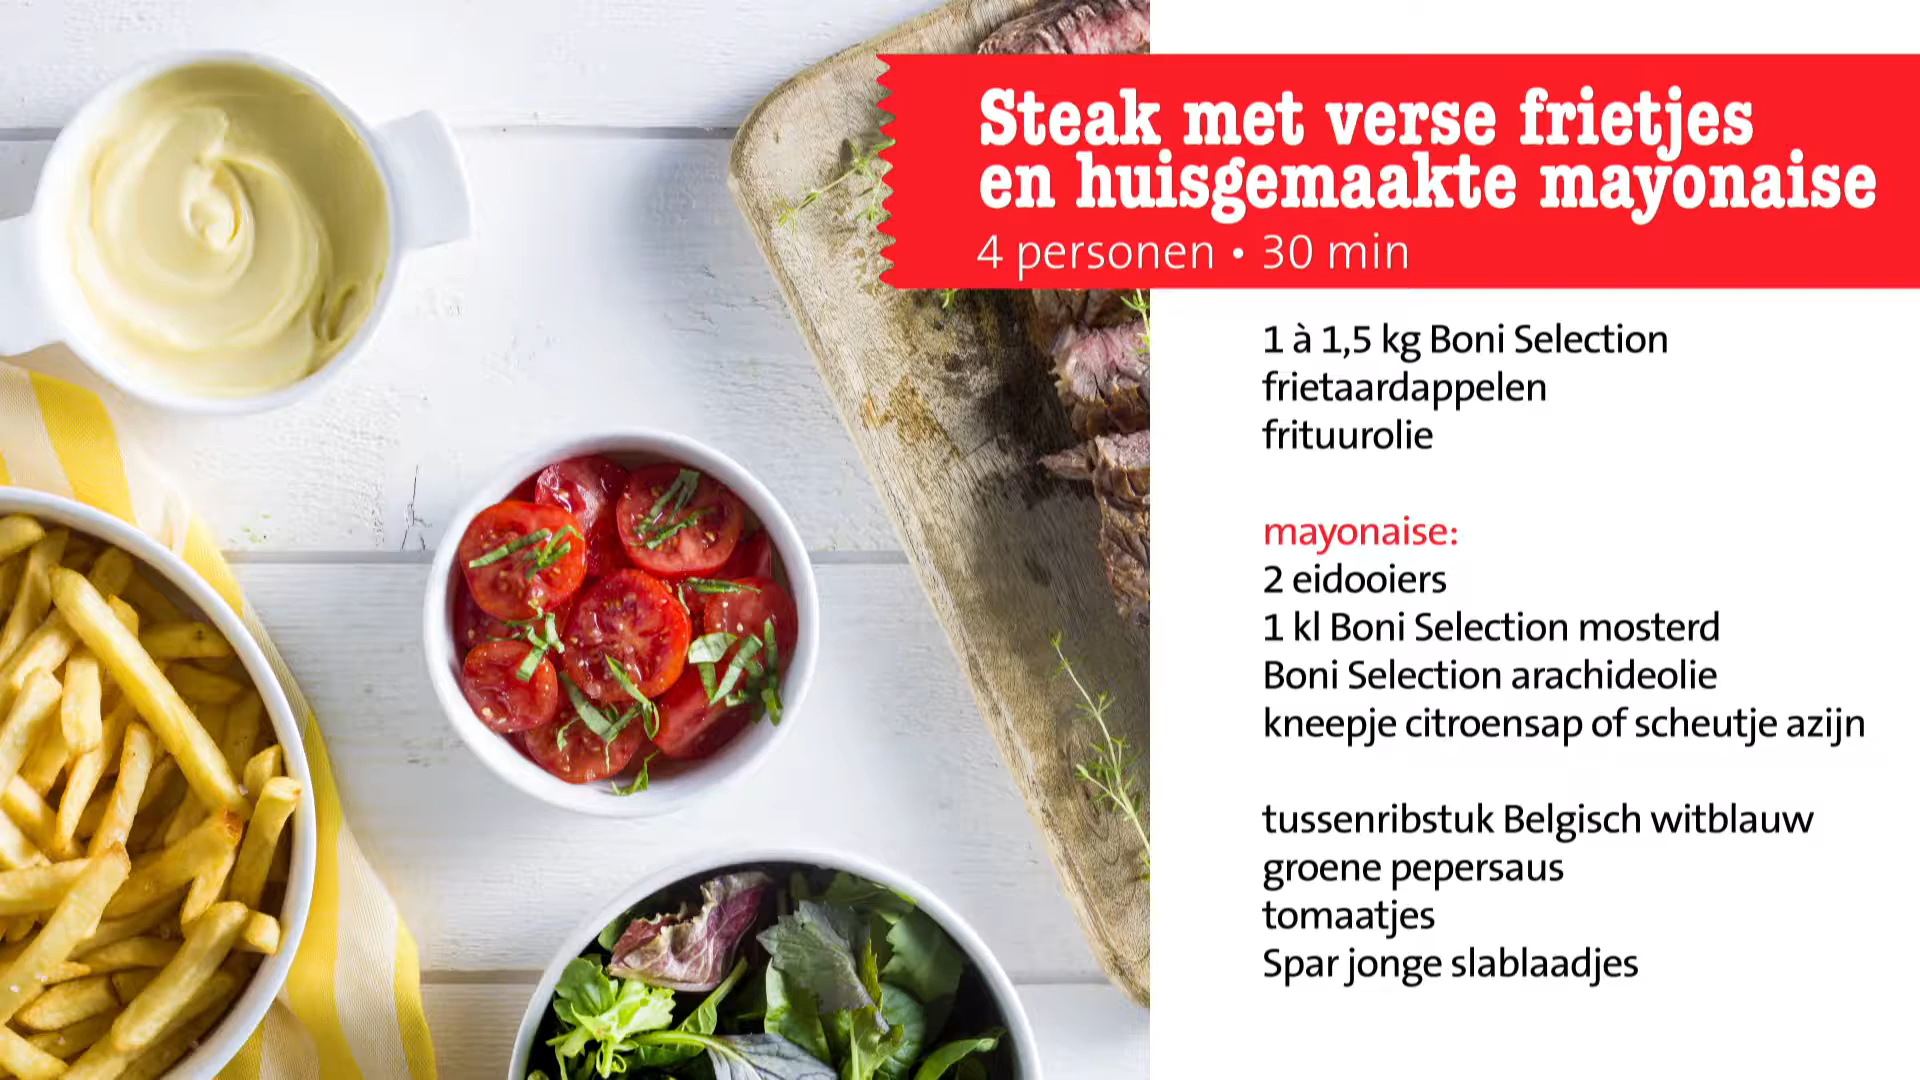 Steak met verse frietjes
en huisgemaakte mayonaise
4 personen • 30 min
1 à 1,5 kg Boni Selection
frietaardappelen
frituurolie
mayonaise:
2 eidooiers
1 kl Boni Selection mosterd
Boni Selection arachideolie
kneepje citroensap of scheutje azijn
tussenribstuk Belgisch witblauw
groene pepersaus
tomaatjes
Spar jonge slablaadjes